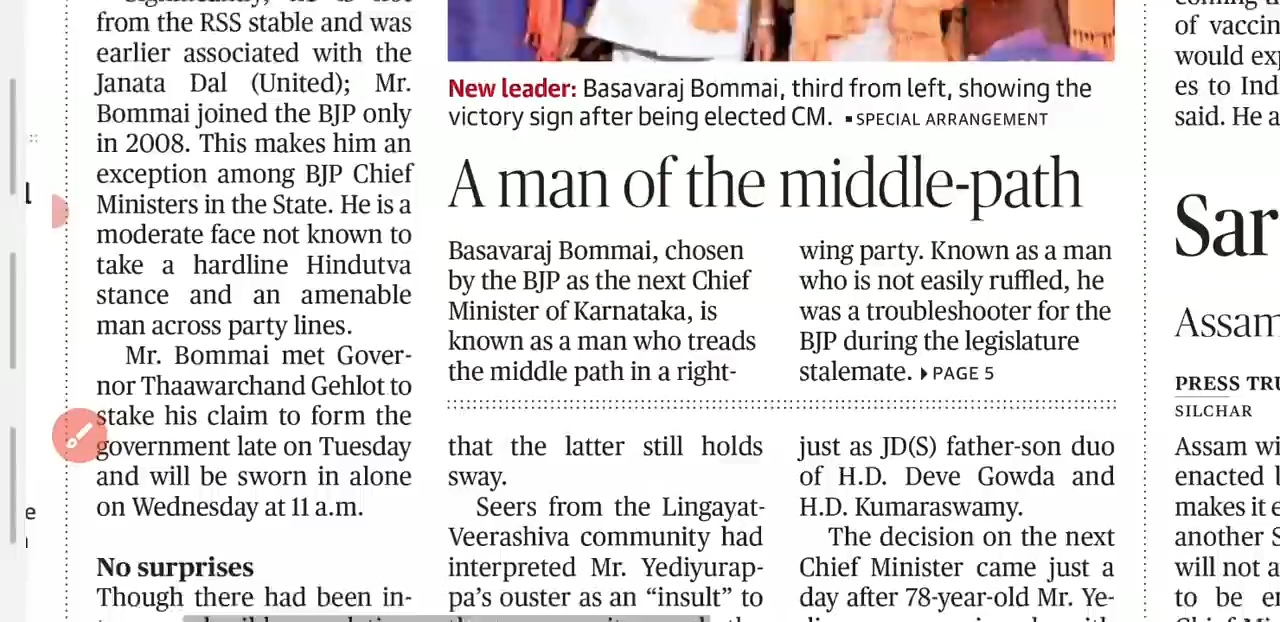 from the RSS stable and was
earlier associated with the
Janata Dal (United); Mr.
Bommai joined the BJP only
in 2008. This makes him an
exception among BJP Chief
Ministers in the State. He is a
moderate face not known to
take a hardline Hindutva
stance and an amenable
man across party lines.
Mr. Bommai met Gover-
nor Thaawarchand Gehlot to
stake his claim to form the
government late on Tuesday
and will be sworn in alone
on Wednesday at 11 a.m.
No surprises
Though there had been in-
New leader: Basavaraj Bommai, third from left, showing the
victory sign after being elected CM. ▪ SPECIAL ARRANGEMENT
A man of the middle-path
Basavaraj Bommai, chosen
by the BJP as the next Chief
Minister of Karnataka, is
known as a man who treads
the middle path in a right-
wing party. Known as a man
who is not easily ruffled, he
was a troubleshooter for the
BJP during the legislature
stalemate. ▸ PAGE 5
that the latter still holds
sway.
Seers from the Lingayat-
Veerashiva community had
interpreted Mr. Yediyurap-
pa's ouster as an “insult” to
just as JD(S) father-son duo
of H.D. Deve Gowda and
H.D. Kumaraswamy.
The decision on the next
Chief Minister came just a
day after 78-year-old Mr. Ye-
of vaccin
would exp
es to Ind
said. He a
Sar
Assam
PRESS TRU
SILCHAR
Assam wi
enacted l
makes it e
another S
will not a
to be en